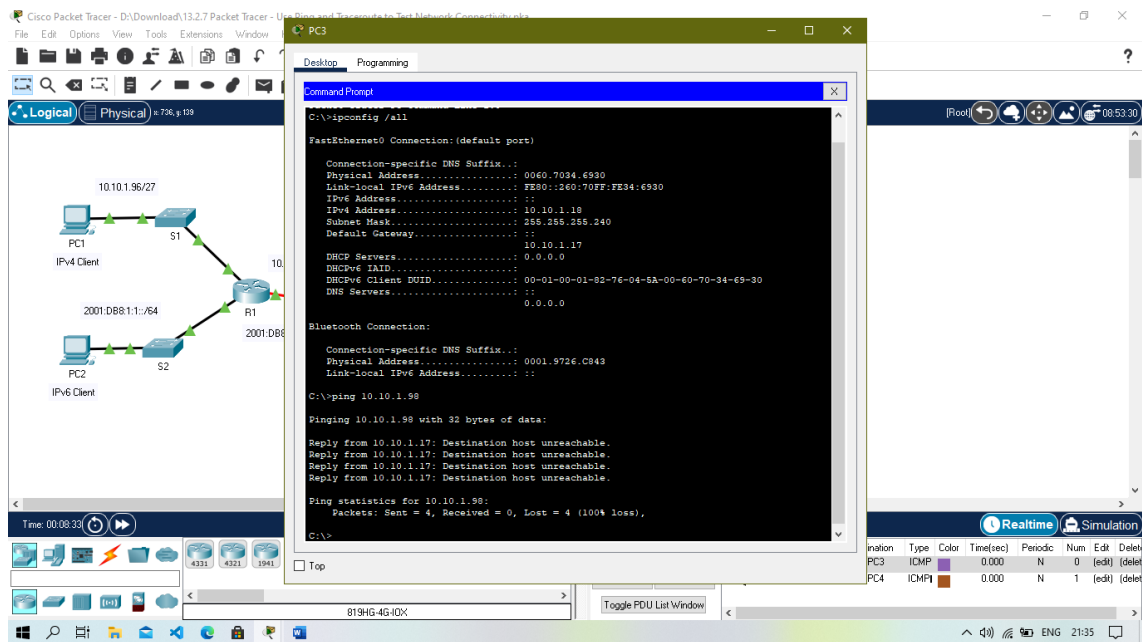 Cisco Packet Tracer - D:\Download\13.2.7 Packet Tracer - Use Ping and Traceroute to Test Network Connectivity.pka
File Edit Options View Tools Extensions Window
?
Logical
Physical
x: 736, y: 139
[Root]
08:53:30
10.10.1.96/27
PC1
S1
IPv4 Client
10.
R1
2001:DB8:1:1::/64
2001:DB8
PC2
S2
IPv6 Client
PC3
Desktop Programming
Command Prompt
X
C:\>ipconfig /all
FastEthernet0 Connection:(default port)
Connection-specific DNS Suffix..:
Physical Address................: 0060.7034.6930
Link-local IPv6 Address.........: FE80::260:70FF:FE34:6930
IPv6 Address....................: ::
IPv4 Address....................: 10.10.1.18
Subnet Mask.....................: 255.255.255.240
Default Gateway.................: ::
10.10.1.17
DHCP Servers....................: 0.0.0.0
DHCPv6 IAID.....................:
DHCPv6 Client DUID..............: 00-01-00-01-82-76-04-5A-00-60-70-34-69-30
DNS Servers.....................: ::
0.0.0.0
Bluetooth Connection:
Connection-specific DNS Suffix..:
Physical Address................: 0001.9726.C843
Link-local IPv6 Address.........: ::
C:\>ping 10.10.1.98
Pinging 10.10.1.98 with 32 bytes of data:
Reply from 10.10.1.17: Destination host unreachable.
Reply from 10.10.1.17: Destination host unreachable.
Reply from 10.10.1.17: Destination host unreachable.
Reply from 10.10.1.17: Destination host unreachable.
Ping statistics for 10.10.1.98:
Packets: Sent = 4, Received = 0, Lost = 4 (100% loss),
C:\>
Top
Time: 00:08:33
Realtime
Simulation
4331 4321 1941
819HG-4G-IOX
Toggle PDU List Window
ination Type Color Time(sec) Periodic Num Edit Delet
PC3 ICMP 0.000 N 0 (edit) (delet
PC4 ICMP 0.000 N 1 (edit) (delet
ENG 21:35